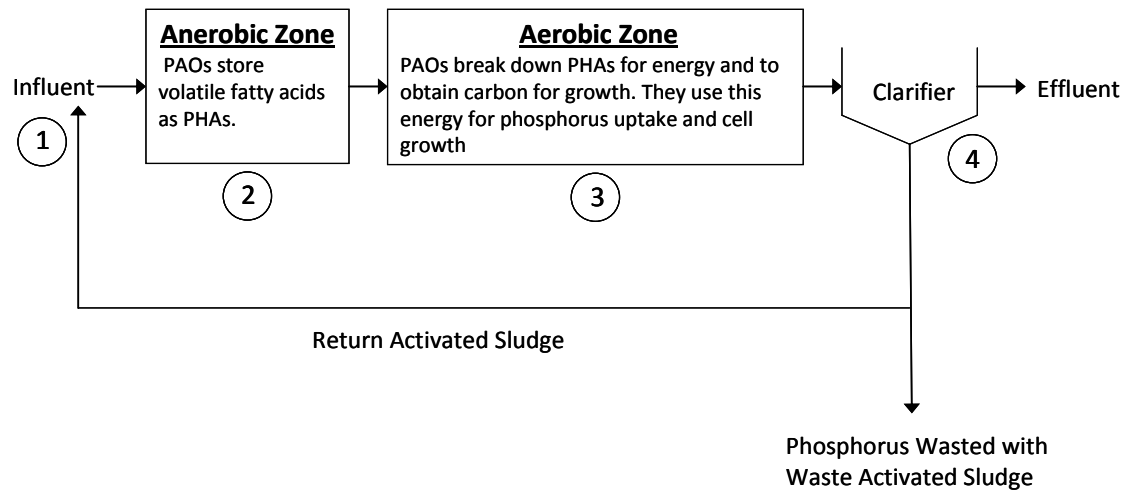 Anerobic Zone
PAOs store
volatile fatty acids
as PHAs.
Aerobic Zone
PAOs break down PHAs for energy and to
obtain carbon for growth. They use this
energy for phosphorus uptake and cell
growth
Influent
Clarifier
Effluent
1
2
3
4
Return Activated Sludge
Phosphorus Wasted with
Waste Activated Sludge